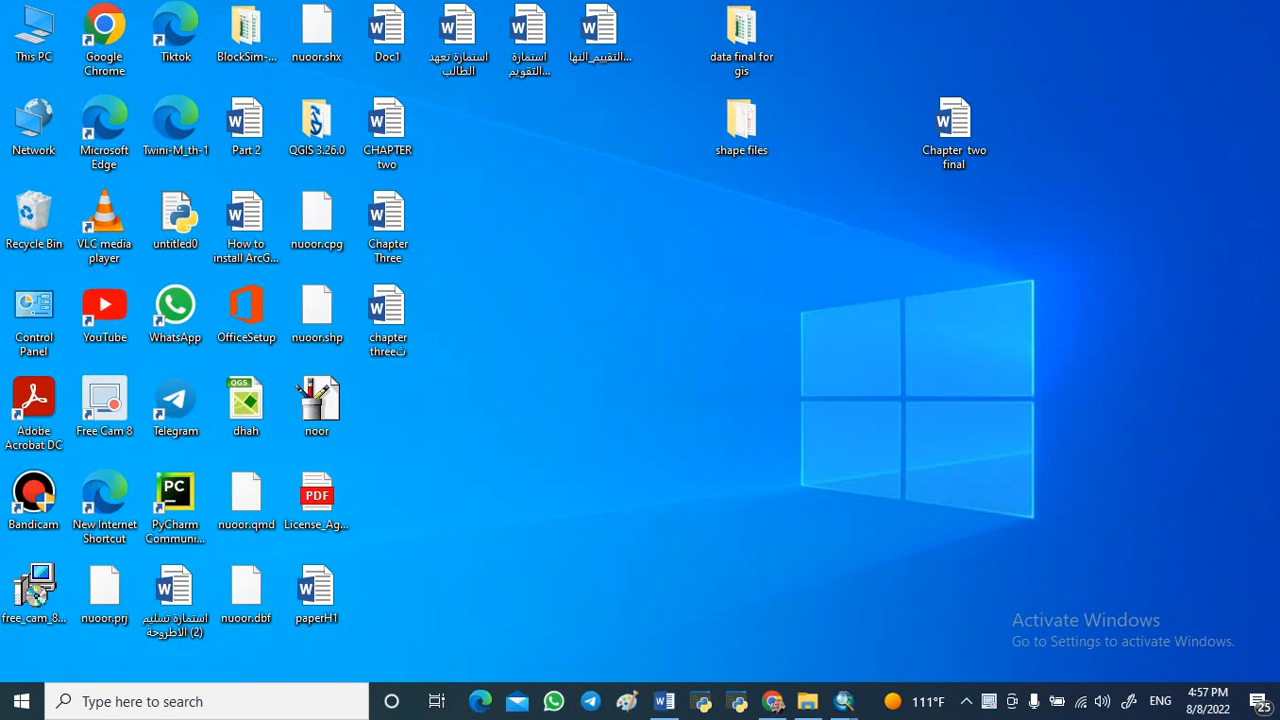 This PC
Google
Chrome
Tiktok
BlockSim-...
nuoor.shx
Doc1
استمارة تعهد
الطالب
استمارة
التقويم...
التقييم_النها...
data final for
gis
Network
Microsoft
Edge
Twini-M_th-1
Part 2
QGIS 3.26.0
CHAPTER
two
shape files
Chapter two
final
Recycle Bin
VLC media
player
untitled0
How to
install ArcG...
nuoor.cpg
Chapter
Three
Control
Panel
YouTube
WhatsApp
OfficeSetup
nuoor.shp
chapter
threeث
Adobe
Acrobat DC
Free Cam 8
Telegram
QGS
dhah
noor
Bandicam
New Internet
Shortcut
PC
PyCharm
Communi...
nuoor.qmd
PDF
License_Ag...
free_cam_8...
nuoor.prj
استمارة تسليم
الاطروحة (2)
nuoor.dbf
paperH1
Activate Windows
Go to Settings to activate Windows.
Type here to search
111°F
ENG
4:57 PM
8/8/2022
25